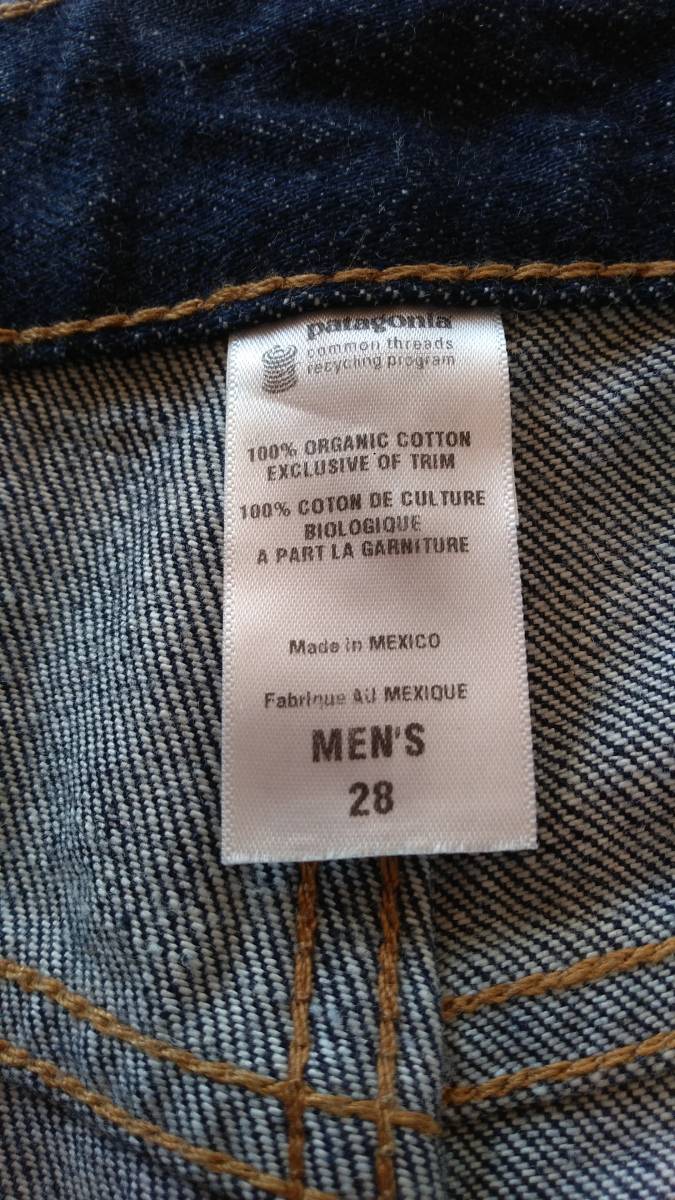 patagonia
common threads
recycling program
100% ORGANIC COTTON
EXCLUSIVE OF TRIM
100% COTON DE CULTURE
BIOLOGIQUE
A PART LA GARNITURE
Made in MEXICO
Fabrique AU MEXIQUE
MEN'S
28